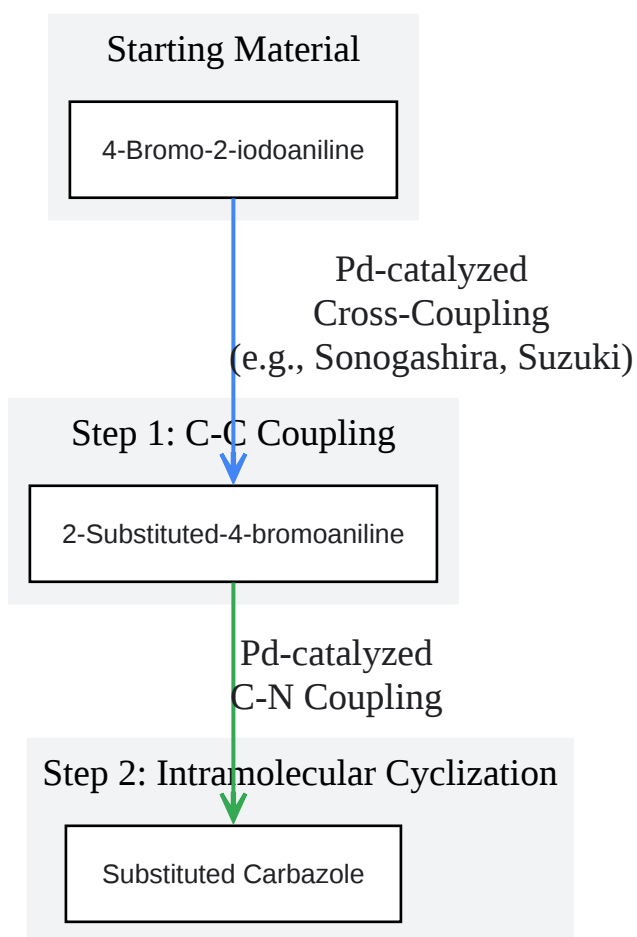 Starting Material
4-Bromo-2-iodoaniline
Pd-catalyzed
Cross-Coupling
(e.g., Sonogashira, Suzuki)
Step 1: C-C Coupling
2-Substituted-4-bromoaniline
Pd-catalyzed
C-N Coupling
Step 2: Intramolecular Cyclization
Substituted Carbazole